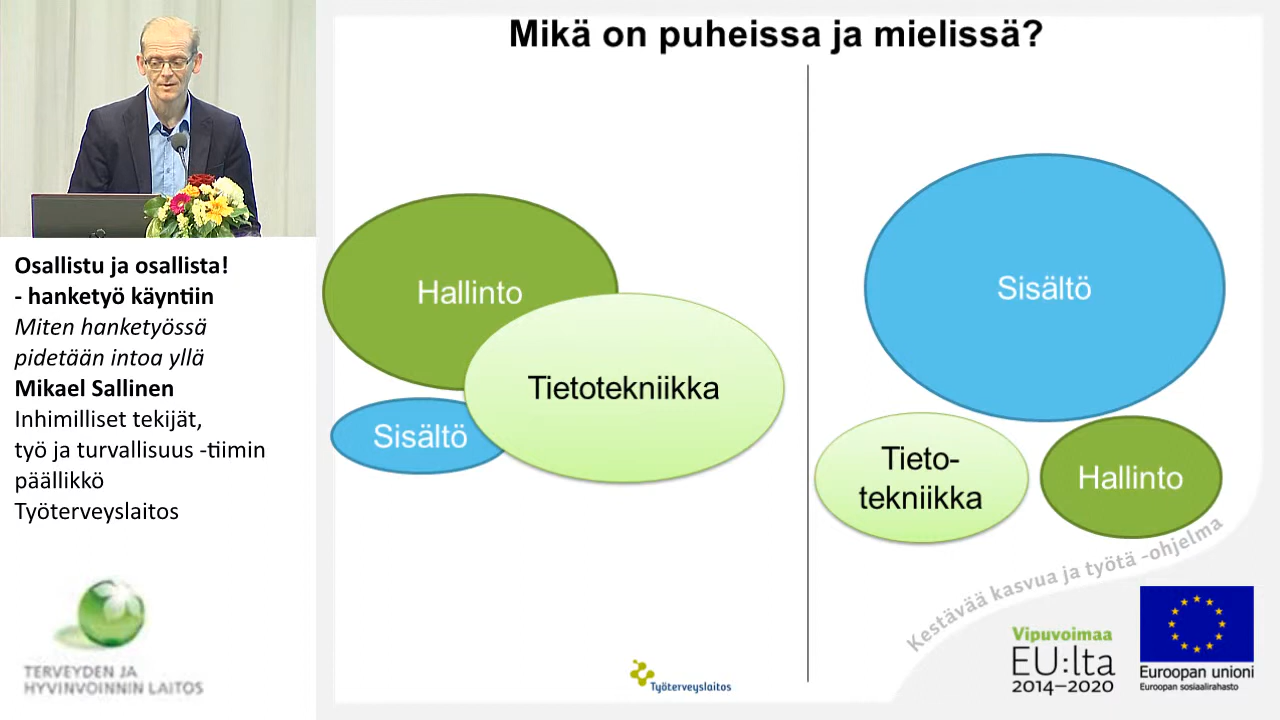 Osallistu ja osallista!
- hanketyö käyntiin
Miten hanketyössä
pidetään intoa yllä
Mikael Sallinen
Inhimilliset tekijät,
työ ja turvallisuus -tiimin
päällikkö
Työterveyslaitos
TERVEYDEN JA
HYVINVOINNIN LAITOS
Mikä on puheissa ja mielissä?
Hallinto
Tietotekniikka
Sisältö
Sisältö
Tieto-
tekniikka
Hallinto
Työterveyslaitos
Kestävää kasvua ja työtä -ohjelma
Vipuvoimaa
EU:lta
2014–2020
Euroopan unioni
Euroopan sosiaalirahasto